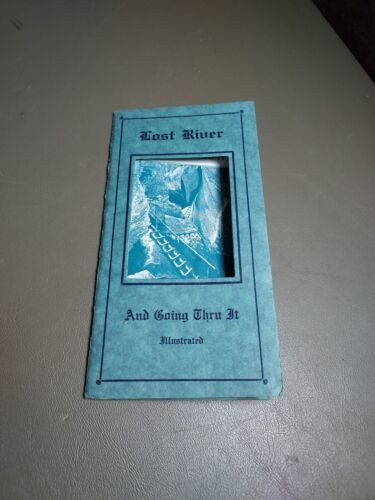 Lost River
And Going Thru It
Illustrated